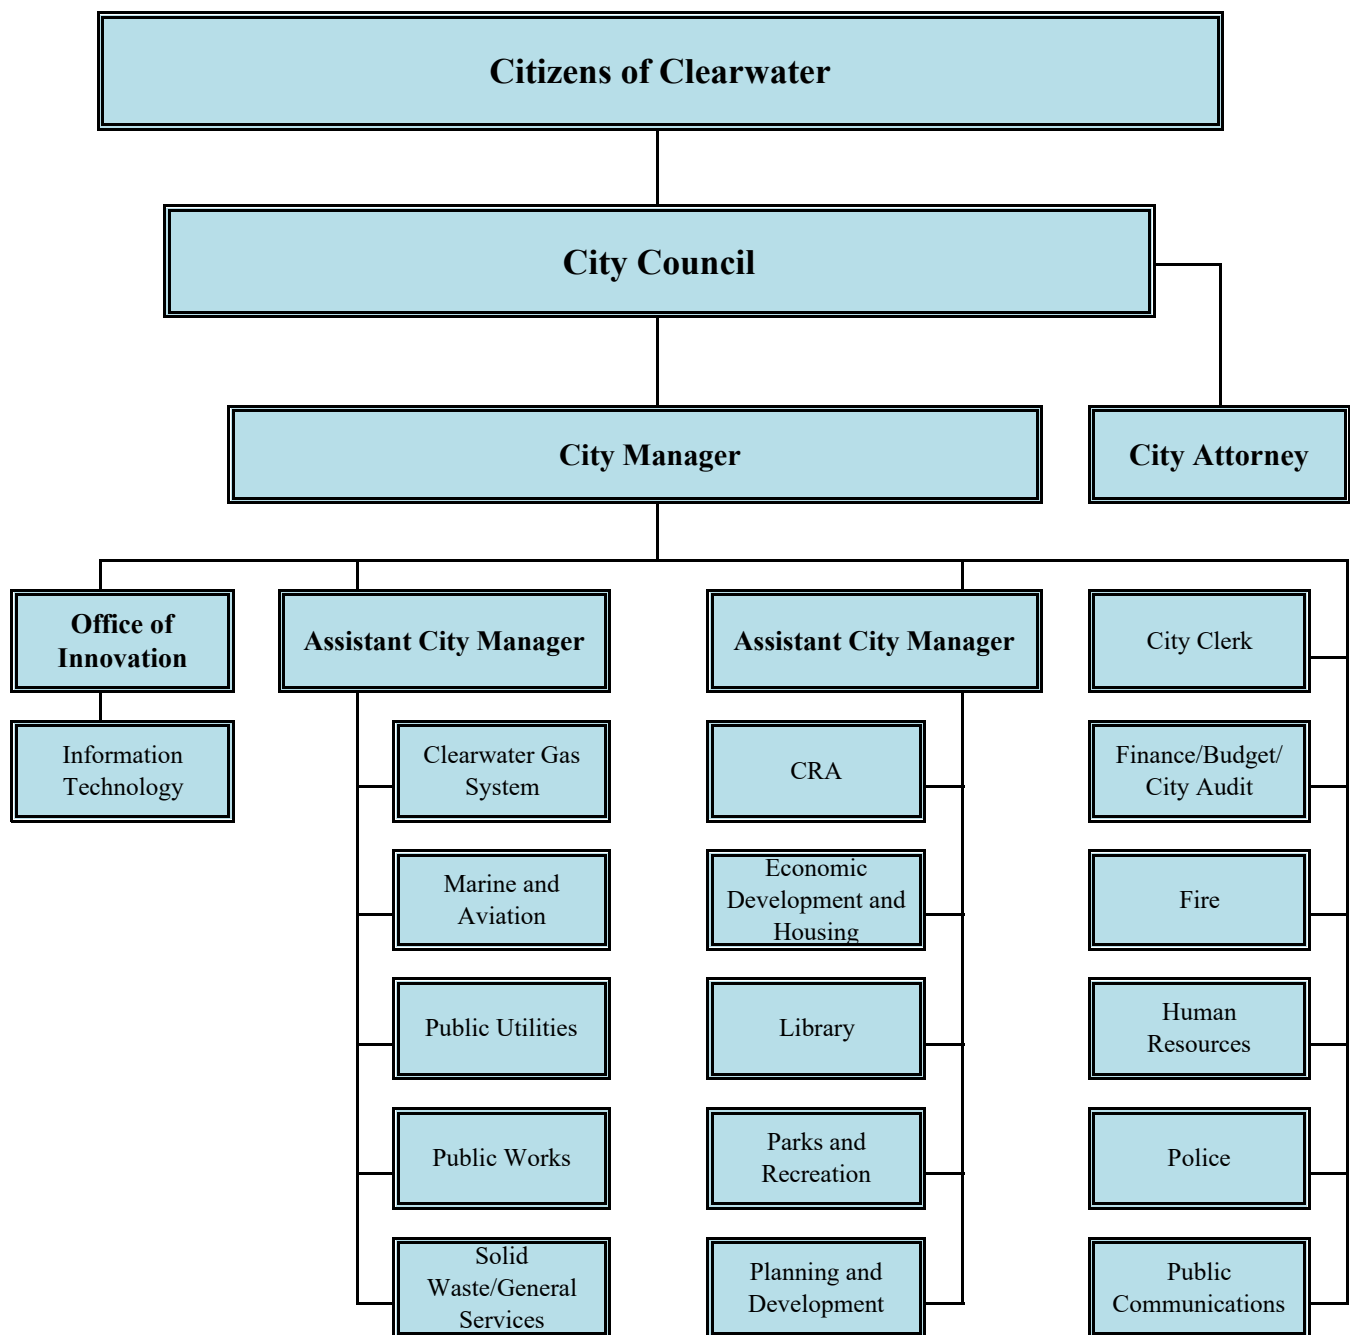 Citizens of Clearwater
City Council
City Manager
City Attorney
Office of
Innovation
Assistant City Manager
Assistant City Manager
City Clerk
Information
Technology
Clearwater Gas
System
CRA
Finance/Budget/
City Audit
Marine and
Aviation
Economic
Development and
Housing
Fire
Public Utilities
Library
Human
Resources
Public Works
Parks and
Recreation
Police
Solid
Waste/General
Services
Planning and
Development
Public
Communications